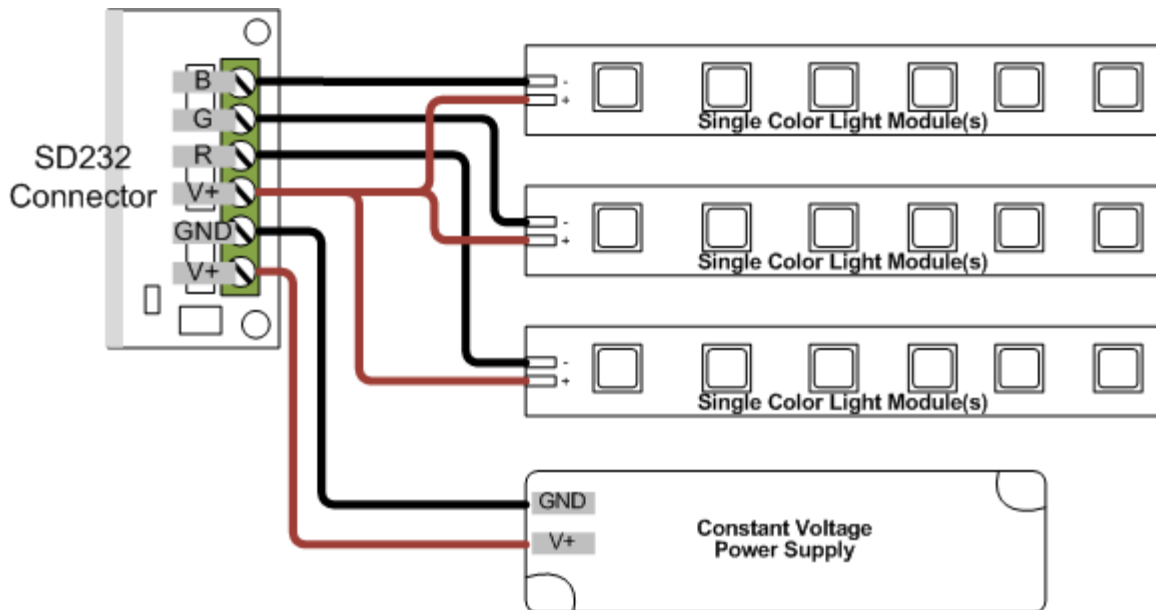 SD232
Connector
B
G
R
V+
GND
V+
-
+
Single Color Light Module(s)
-
+
Single Color Light Module(s)
-
+
Single Color Light Module(s)
GND
V+
Constant Voltage
Power Supply